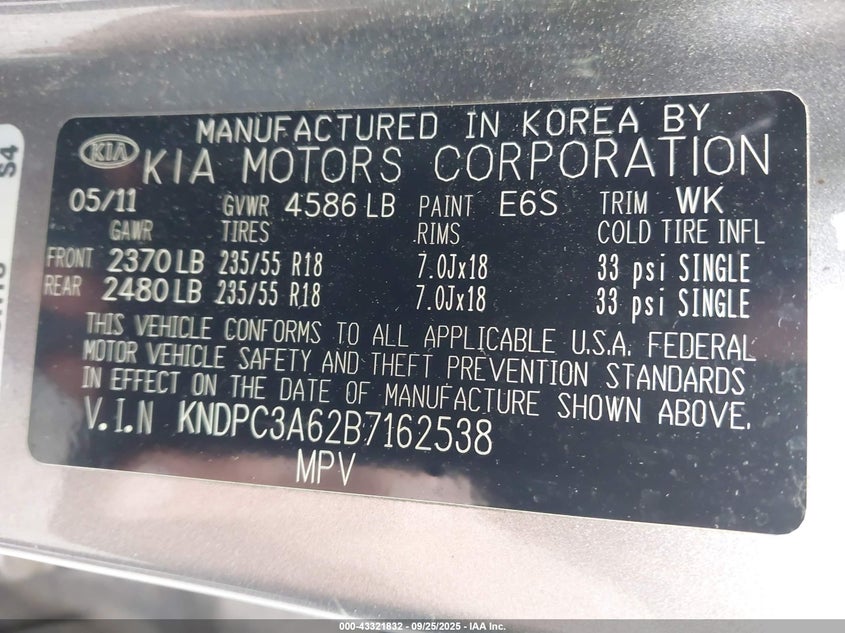 S4
MANUFACTURED IN KOREA BY
KIA KIA MOTORS CORPORATION
05/11 GVWR 4586 LB PAINT E6S TRIM WK
GAWR TIRES RIMS COLD TIRE INFL
FRONT 2370 LB 235/55 R18 7.0Jx18 33 psi SINGLE
REAR 2480 LB 235/55 R18 7.0Jx18 33 psi SINGLE
THIS VEHICLE CONFORMS TO ALL APPLICABLE U.S.A. FEDERAL
MOTOR VEHICLE SAFETY AND THEFT PREVENTION STANDARDS
IN EFFECT ON THE DATE OF MANUFACTURE SHOWN ABOVE.
V.I.N KNDPC3A62B7162538
MPV
000-43321832 - 09/25/2025 - IAA Inc.